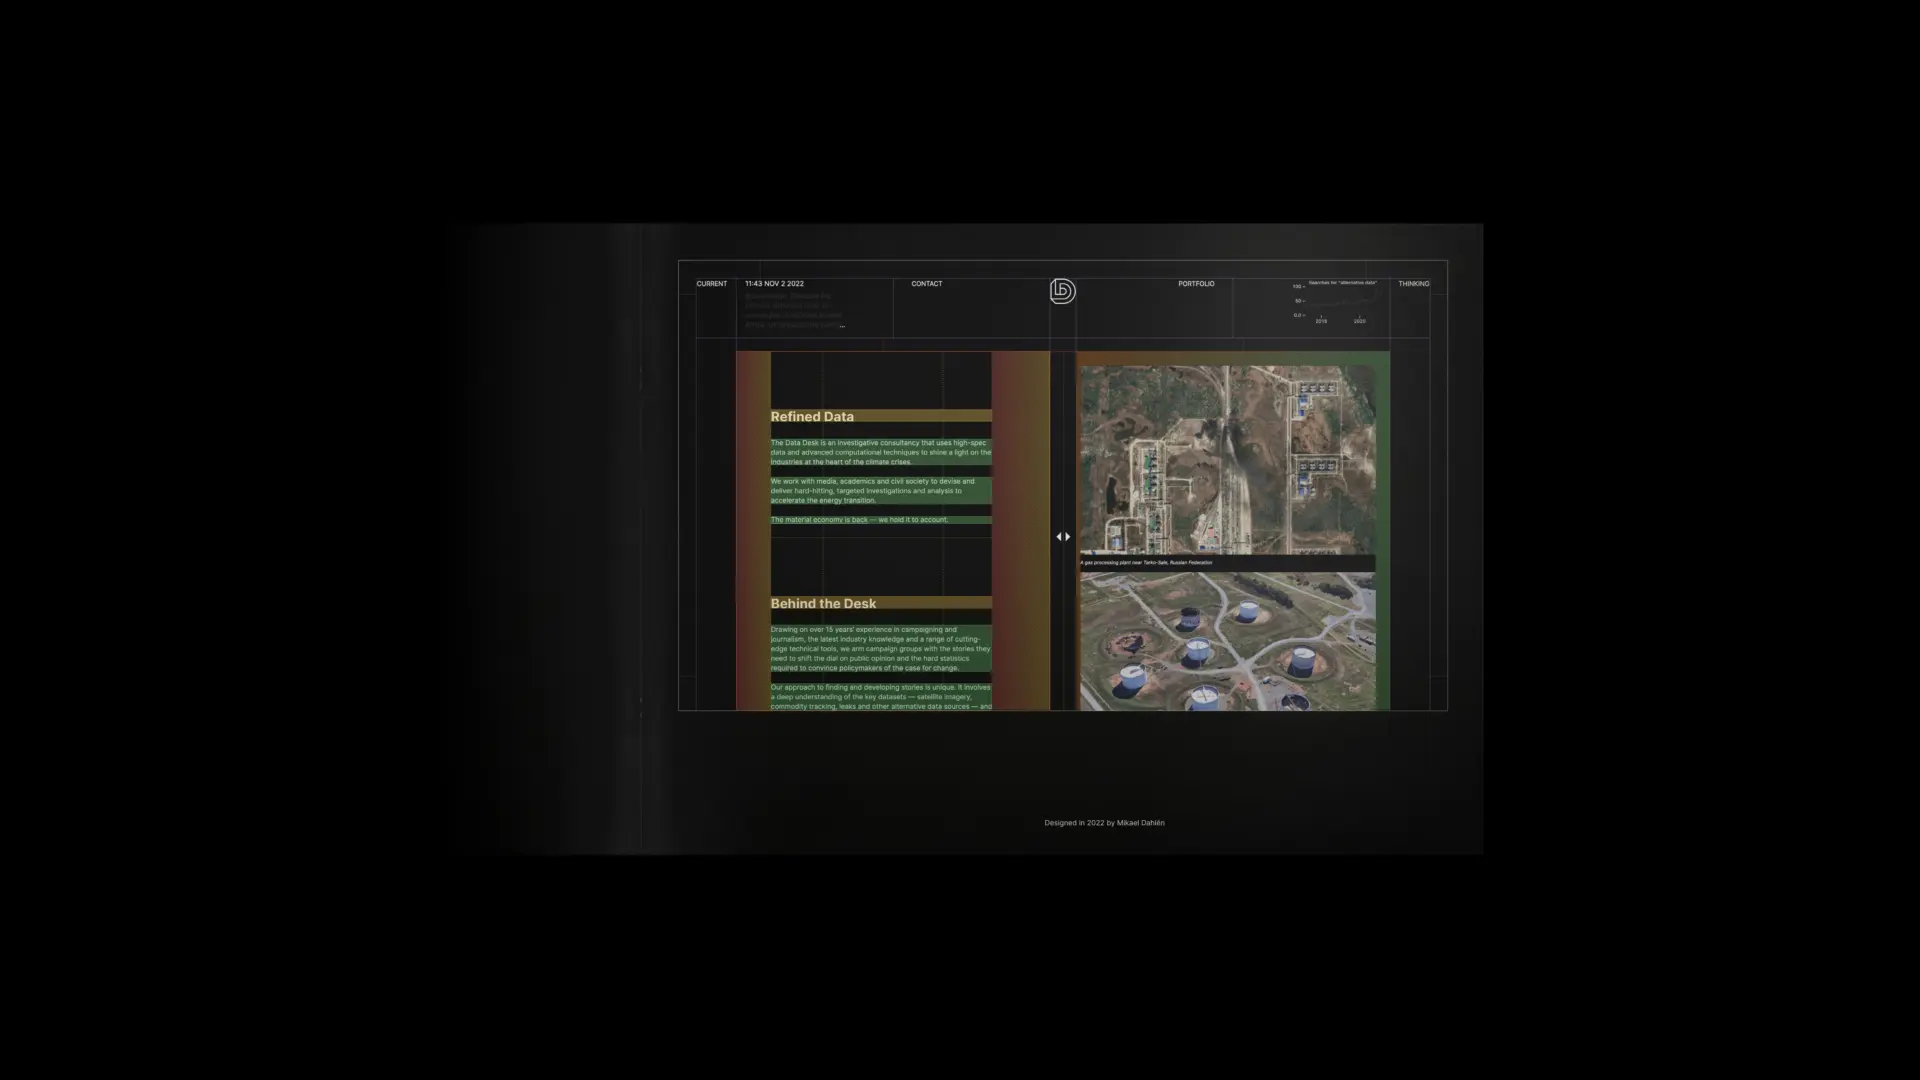 CURRENT
11:43 NOV 2 2022
CONTACT
PORTFOLIO
Searches for "alternative data"
100
50
0.0
2018
2020
THINKING
...
Refined Data
The Data Desk is an investigative consultancy that uses high-spec
data and advanced computational techniques to shine a light on the
industries at the heart of the climate crises.
We work with media, academics and civil society to devise and
deliver hard-hitting, targeted investigations and analysis to
accelerate the energy transition.
The material economy is back — we hold it to account.
Behind the Desk
Drawing on over 15 years' experience in campaigning and
journalism, the latest industry knowledge and a range of cutting-
edge technical tools, we arm campaign groups with the stories they
need to shift the dial on public opinion and the hard statistics
required to convince policymakers of the case for change.
Our approach to finding and developing stories is unique. It involves
a deep understanding of the key datasets — satellite imagery,
commodity tracking, leaks and other alternative data sources — and
A gas processing plant near Tarko-Sale, Russian Federation
Designed in 2022 by Mikael Dahlén